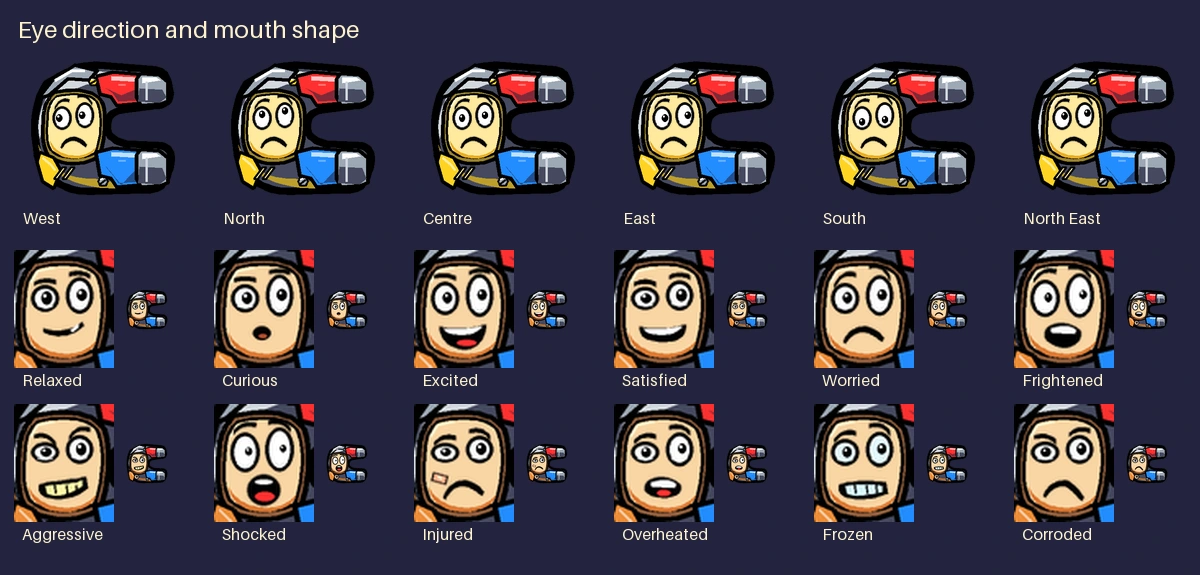 Eye direction and mouth shape
West North Centre East South North East
Relaxed Curious Excited Satisfied Worried Frightened
Aggressive Shocked Injured Overheated Frozen Corroded